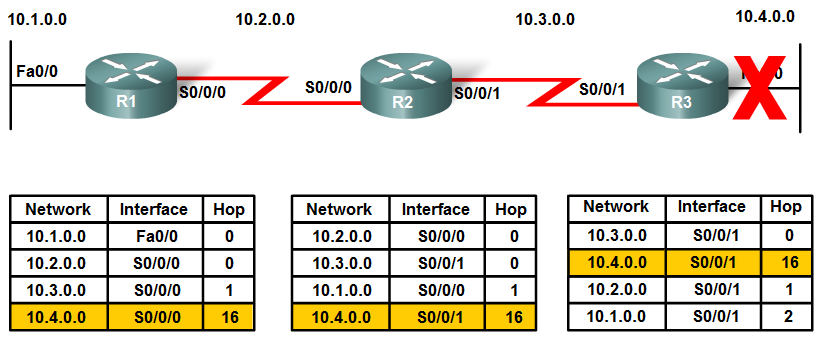 10.1.0.0 10.2.0.0 10.3.0.0 10.4.0.0
Fa0/0 R1 S0/0/0 S0/0/0 R2 S0/0/1 S0/0/1 R3
Network Interface Hop
10.1.0.0 Fa0/0 0
10.2.0.0 S0/0/0 0
10.3.0.0 S0/0/0 1
10.4.0.0 S0/0/0 16
Network Interface Hop
10.2.0.0 S0/0/0 0
10.3.0.0 S0/0/1 0
10.1.0.0 S0/0/0 1
10.4.0.0 S0/0/1 16
Network Interface Hop
10.3.0.0 S0/0/1 0
10.4.0.0 S0/0/1 16
10.2.0.0 S0/0/1 1
10.1.0.0 S0/0/1 2